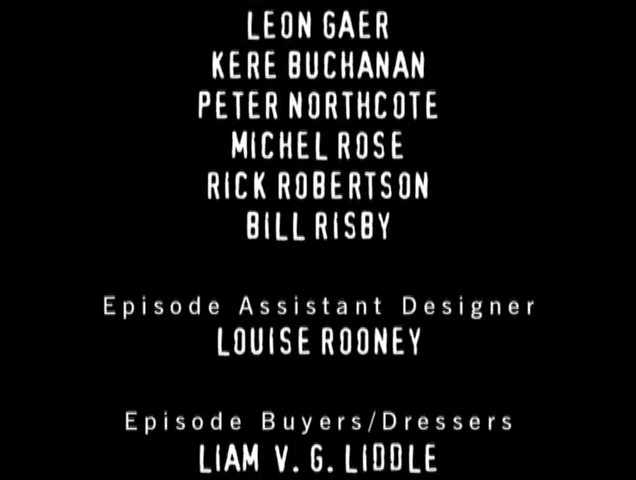 LEON GAER
KERE BUCHANAN
PETER NORTHCOTE
MICHEL ROSE
RICK ROBERTSON
BILL RISBY
Episode Assistant Designer
LOUISE ROONEY
Episode Buyers/Dressers
LIAM V. G. LIDDLE